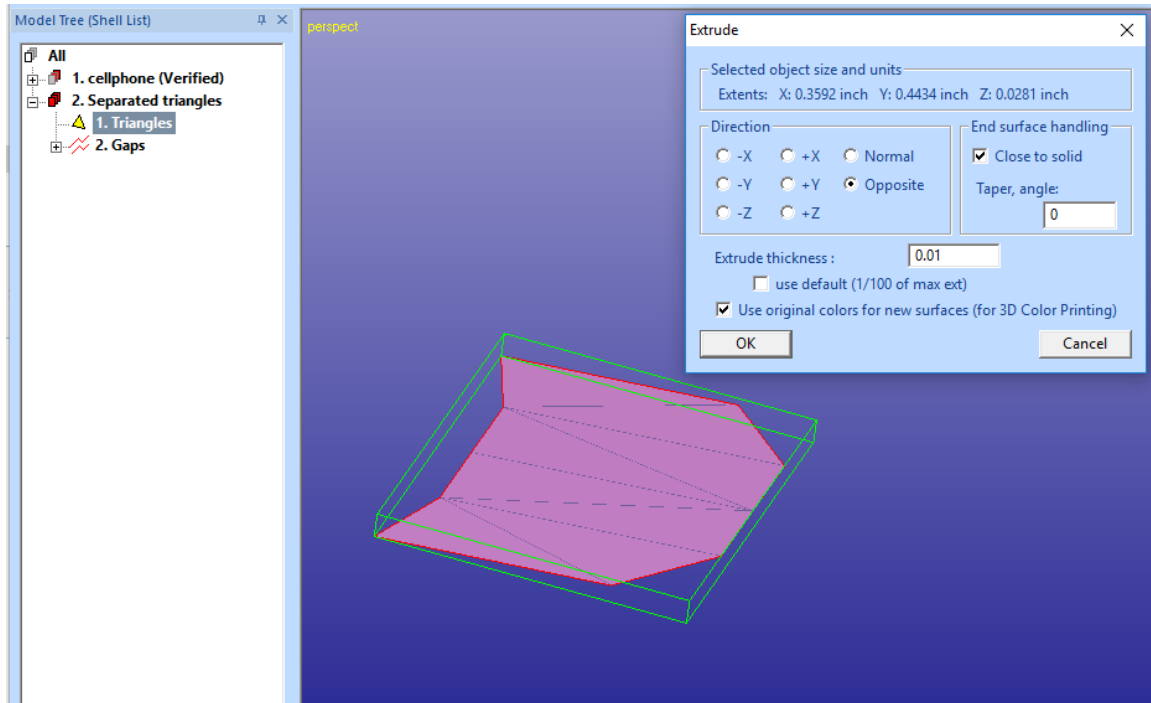 Model Tree (Shell List)
All
1. cellphone (Verified)
2. Separated triangles
1. Triangles
2. Gaps
perspect
Extrude
Selected object size and units
Extents: X: 0.3592 inch Y: 0.4434 inch Z: 0.0281 inch
Direction
-X +X Normal
-Y +Y Opposite
-Z +Z
End surface handling
Close to solid
Taper, angle:
0
Extrude thickness : 0.01
use default (1/100 of max ext)
Use original colors for new surfaces (for 3D Color Printing)
OK Cancel